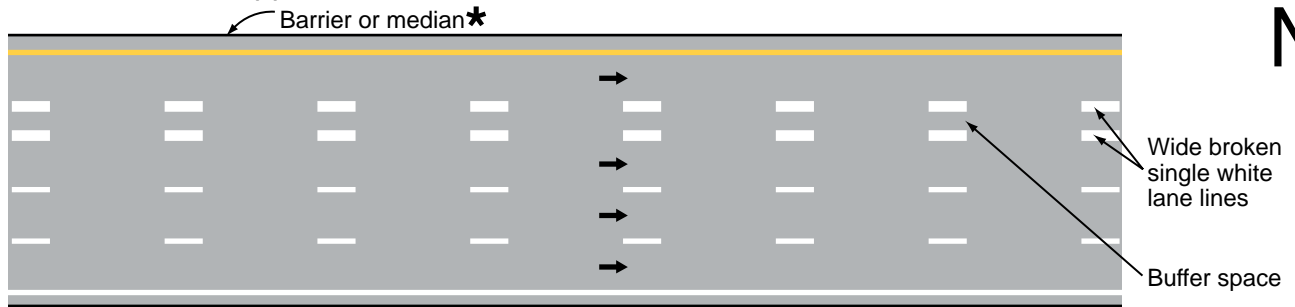 Barrier or median*
N
Wide broken
single white
lane lines
Buffer space